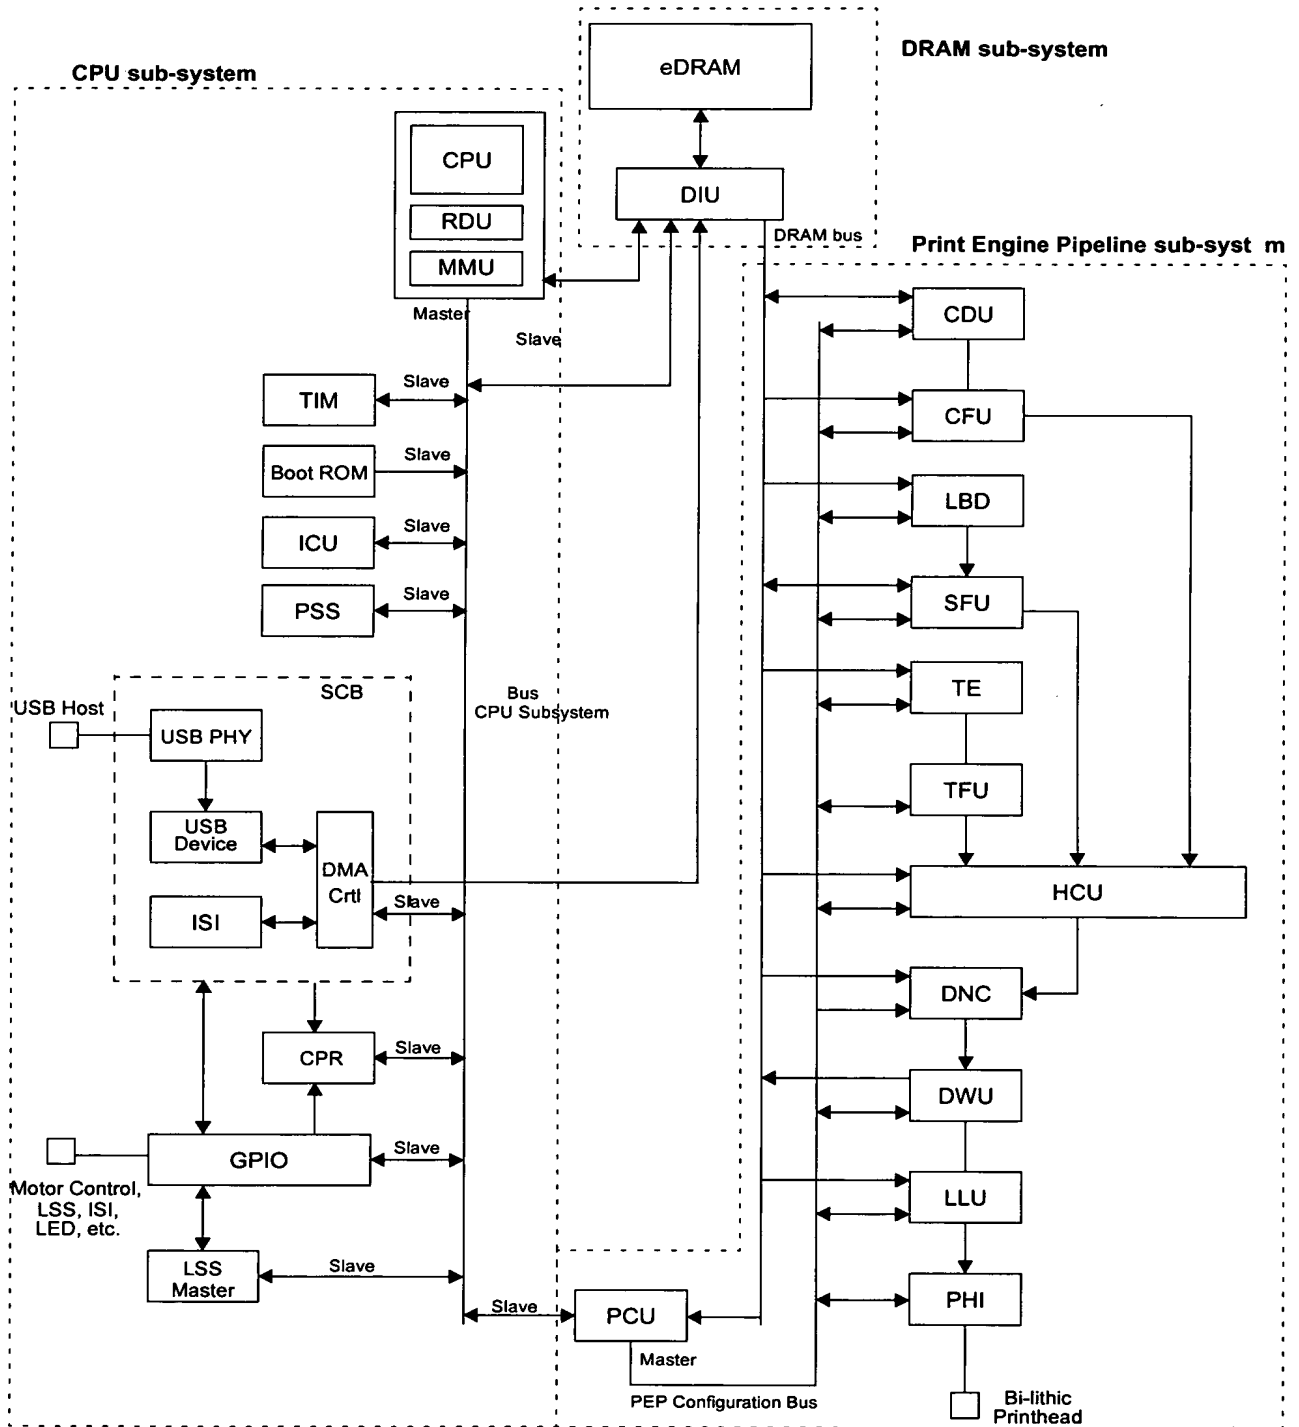 DRAM sub-system
CPU sub-system
eDRAM
CPU
RDU
MMU
Master
DIU
DRAM bus
Print Engine Pipeline sub-syst m
Slave
TIM
Slave
Boot ROM
Slave
ICU
Slave
PSS
Slave
SCB
USB Host
USB PHY
USB
Device
ISI
DMA
Crtl
Slave
Bus
CPU Subsystem
CPR
Slave
GPIO
Slave
Motor Control,
LSS, ISI,
LED, etc.
LSS
Master
Slave
Slave
PCU
Master
PEP Configuration Bus
CDU
CFU
LBD
SFU
TE
TFU
HCU
DNC
DWU
LLU
PHI
Bi-lithic
Printhead